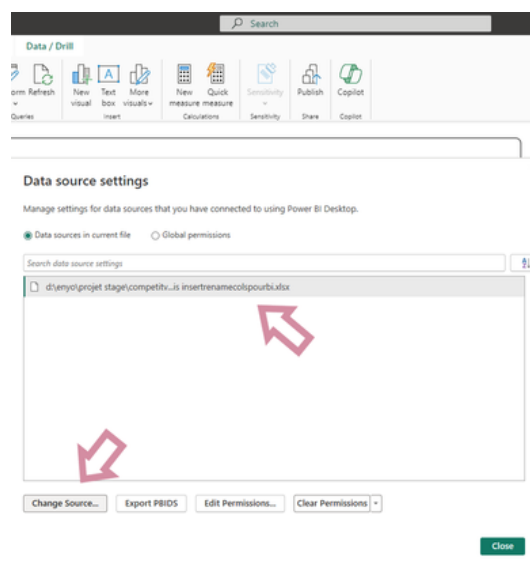 Search
Data / Drill
orm Refresh New visual Text box More visuals New measure Quick measure Sensitivity Publish Copilot
Queries Insert Calculations Sensitivity Share Copilot
Data source settings
Manage settings for data sources that you have connected to using Power BI Desktop.
Data sources in current file Global permissions
Search data source settings
d:\enyo\projet stage\competitv...is insertrenamecolspourbi.xlsx
Change Source... Export PBIDS Edit Permissions... Clear Permissions
Close